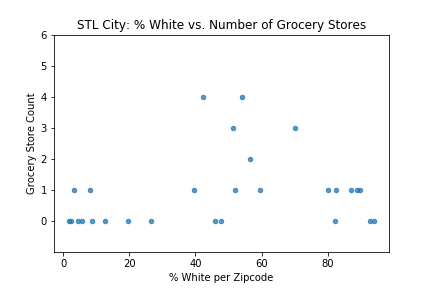 STL City: % White vs. Number of Grocery Stores
6
5
4
3
2
1
0
Grocery Store Count
0 20 40 60 80
% White per Zipcode